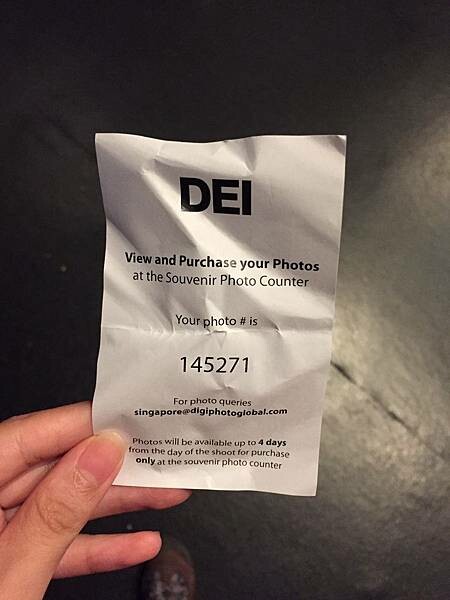 DEI
View and Purchase your Photos
at the Souvenir Photo Counter
Your photo # is
145271
For photo queries
singapore@digiphotoglobal.com
Photos will be available up to 4 days
from the day of the shoot for purchase
only at the souvenir photo counter